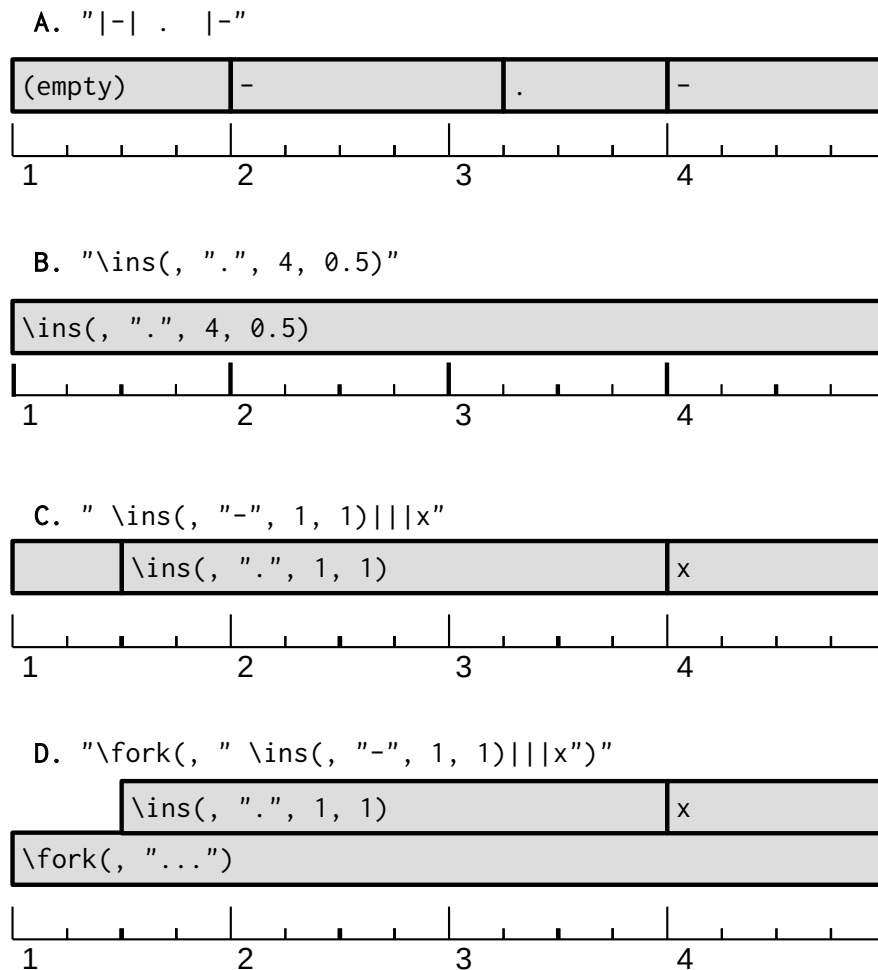 A. "|-| .  |-"
(empty) - . -
1 2 3 4
B. "\ins(, ".", 4, 0.5)"
\ins(, ".", 4, 0.5)
1 2 3 4
C. " \ins(, "-", 1, 1)|||x"
\ins(, ".", 1, 1) x
1 2 3 4
D. "\fork(, " \ins(, "-", 1, 1)|||x")"
\ins(, ".", 1, 1) x
\fork(, "...")
1 2 3 4